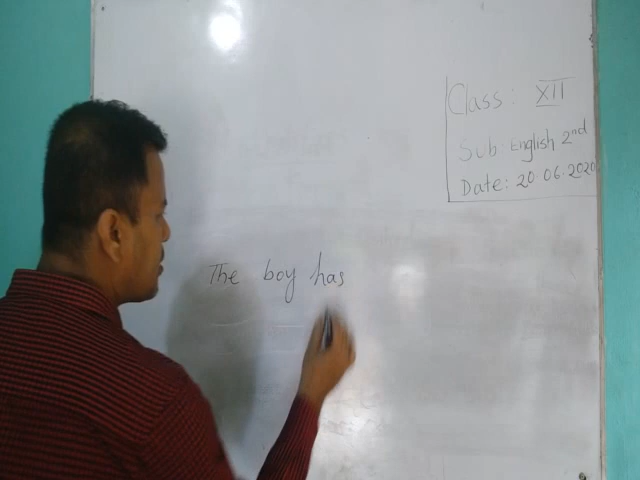 Class: XII
Sub: English 2nd
Date: 20.06.2020
The boy has